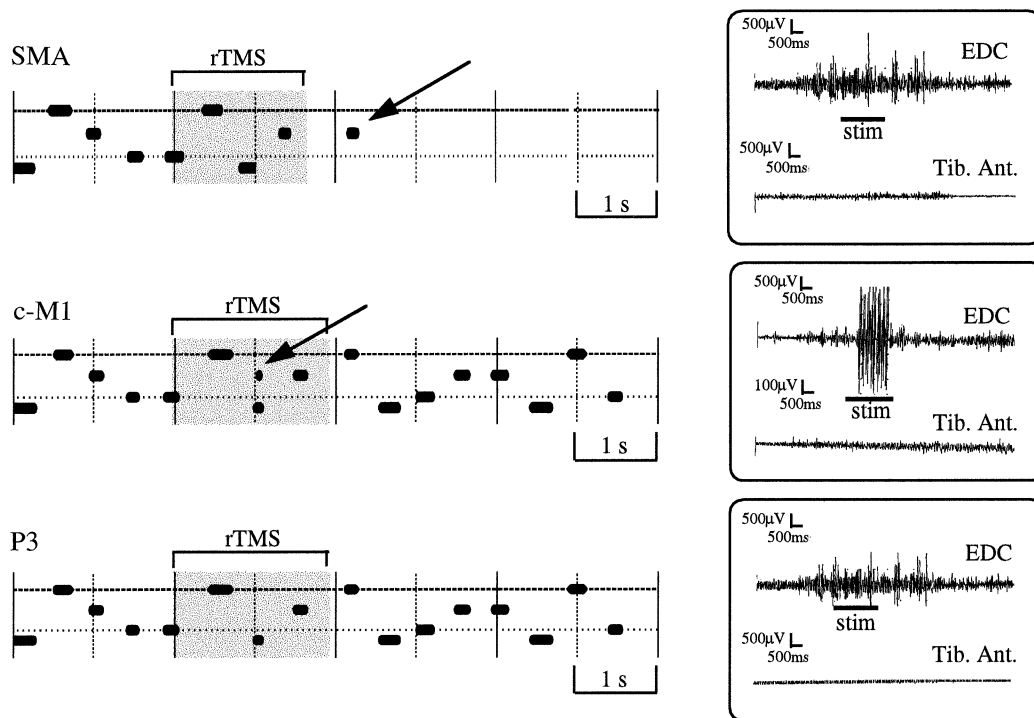 SMA
rTMS
1 s
500μV
500ms
EDC
stim
500μV
500ms
Tib. Ant.
c-M1
rTMS
1 s
500μV
500ms
EDC
100μV
500ms
stim
Tib. Ant.
P3
rTMS
1 s
500μV
500ms
EDC
stim
500μV
500ms
Tib. Ant.